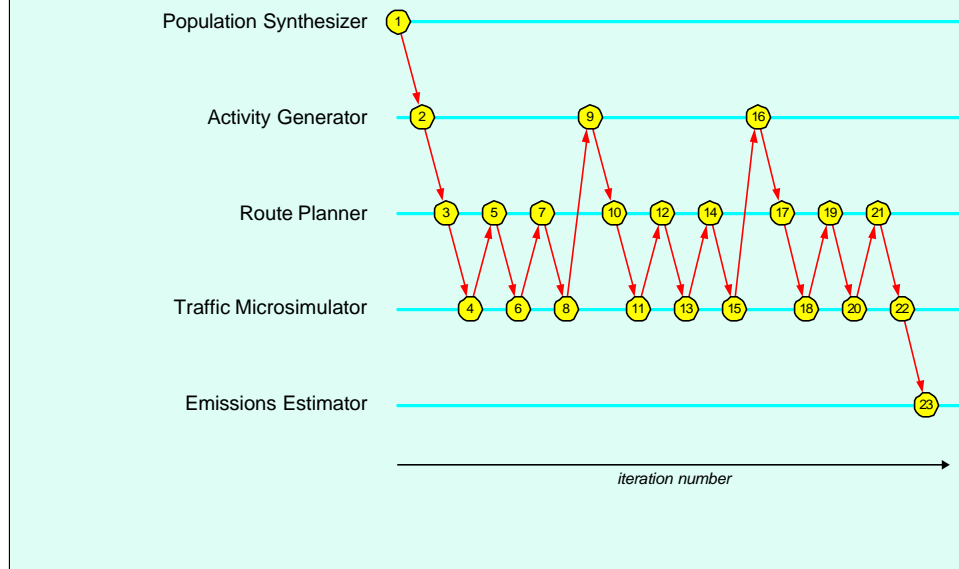 Population Synthesizer 1
Activity Generator 2 9 16
Route Planner 3 5 7 10 12 14 17 19 21
Traffic Microsimulator 4 6 8 11 13 15 18 20 22
Emissions Estimator 23
iteration number